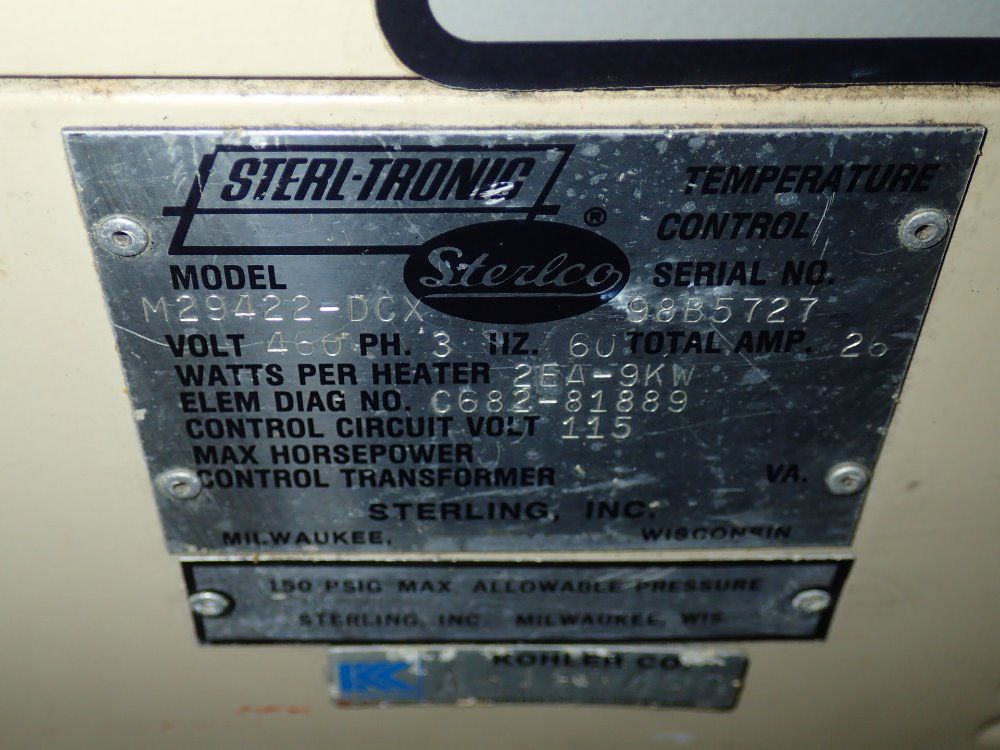 STERL-TRONIC
TEMPERATURE
CONTROL
Sterlco ®
MODEL SERIAL NO.
M29422-DCX 98B5727
VOLT 460 PH. 3 HZ. 60 TOTAL AMP. 26
WATTS PER HEATER 2EA-9KW
ELEM DIAG NO. C682-81889
CONTROL CIRCUIT VOLT 115
MAX HORSEPOWER
CONTROL TRANSFORMER VA.
STERLING, INC.
MILWAUKEE, WISCONSIN
150 PSIG MAX ALLOWABLE PRESSURE
STERLING, INC. MILWAUKEE, WIS.
KOHLER CO.